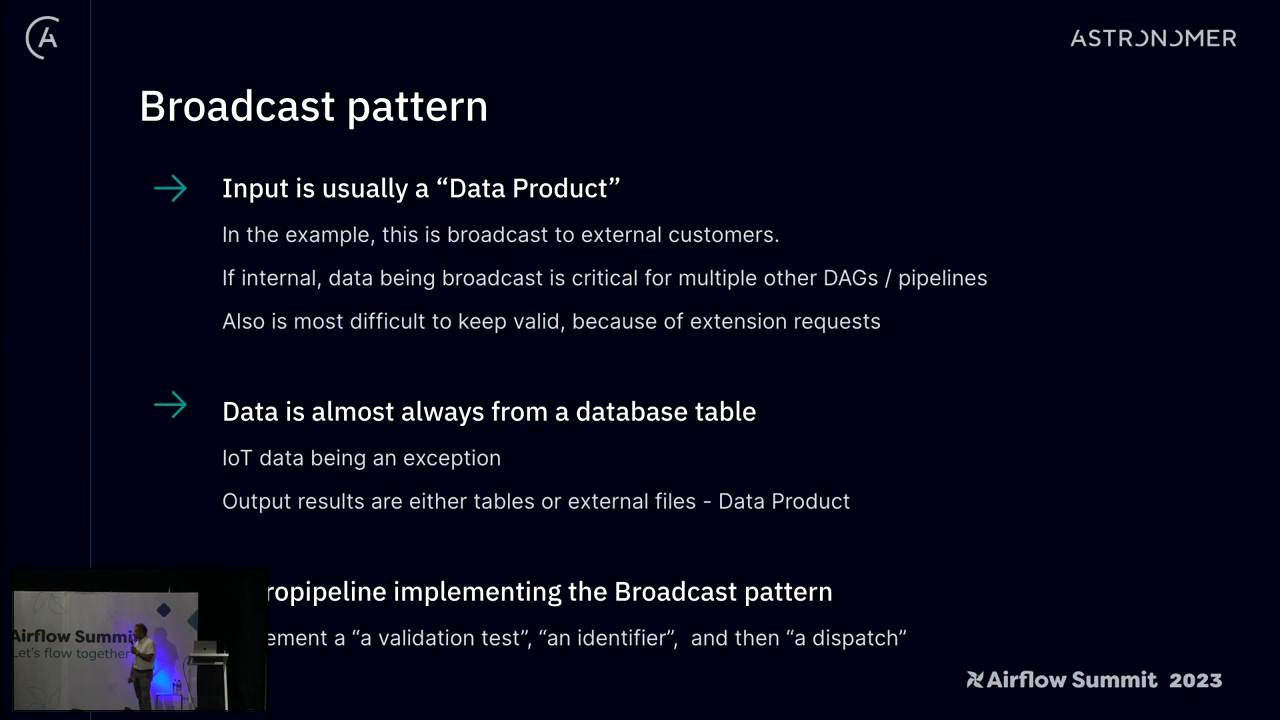 ASTRONOMER
Broadcast pattern
Input is usually a “Data Product”
In the example, this is broadcast to external customers.
If internal, data being broadcast is critical for multiple other DAGs / pipelines
Also is most difficult to keep valid, because of extension requests
Data is almost always from a database table
IoT data being an exception
Output results are either tables or external files - Data Product
ropipeline implementing the Broadcast pattern
ement a “a validation test”, “an identifier”,  and then “a dispatch”
Airflow Summi
Let's flow together
Airflow Summit 2023